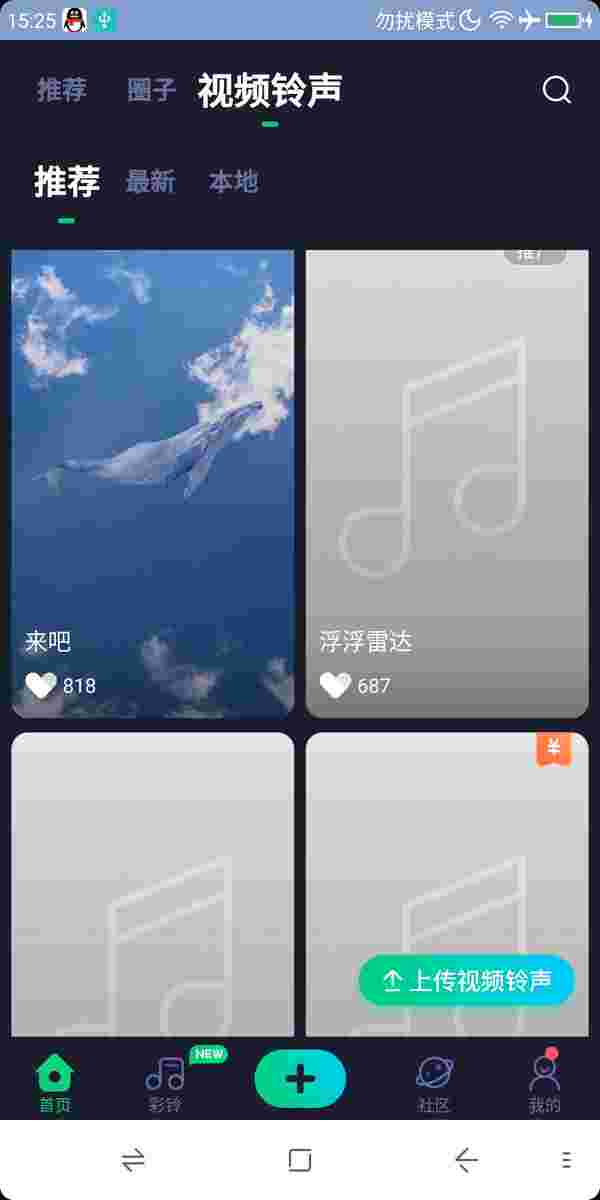 15:25 勿扰模式
推荐 圈子 视频铃声
推荐 最新 本地
推广
来吧
818
浮浮雷达
687
¥
上传视频铃声
NEW
首页 彩铃 社区 我的